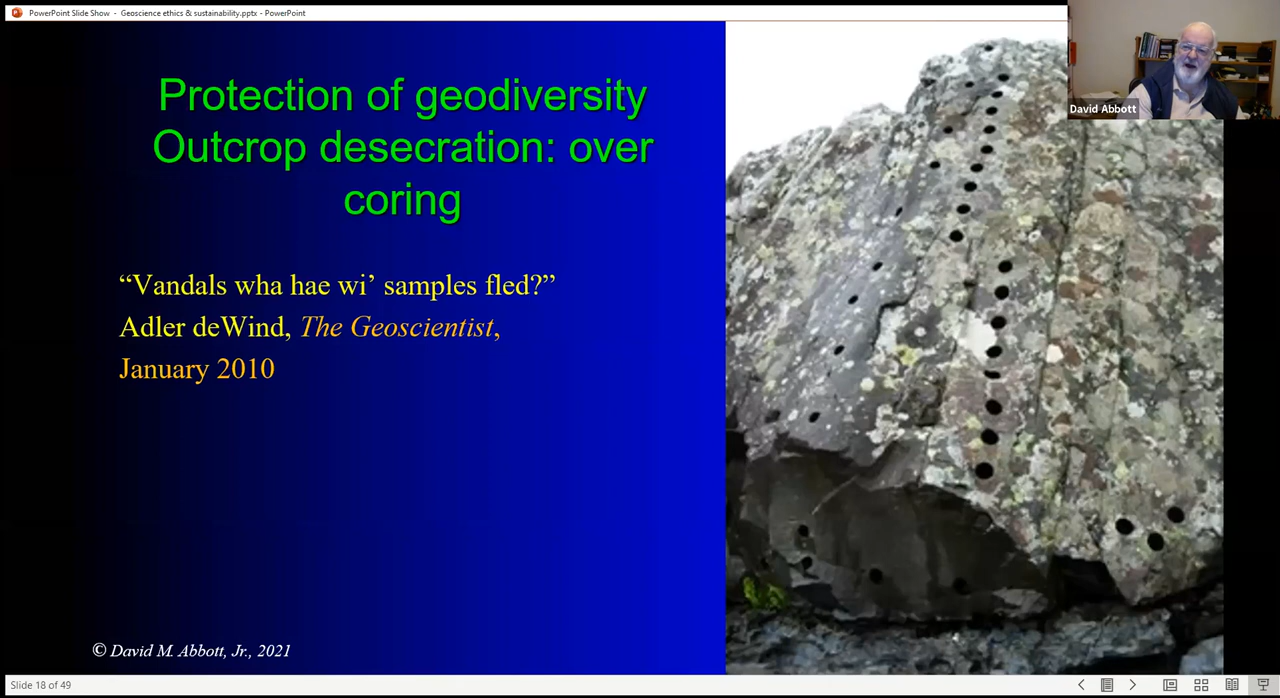 PowerPoint Slide Show - Geoscience ethics & sustainability.pptx - PowerPoint
David Abbott
Protection of geodiversity
Outcrop desecration: over
coring
“Vandals wha hae wi’ samples fled?”
Adler deWind, The Geoscientist,
January 2010
© David M. Abbott, Jr., 2021
Slide 18 of 49